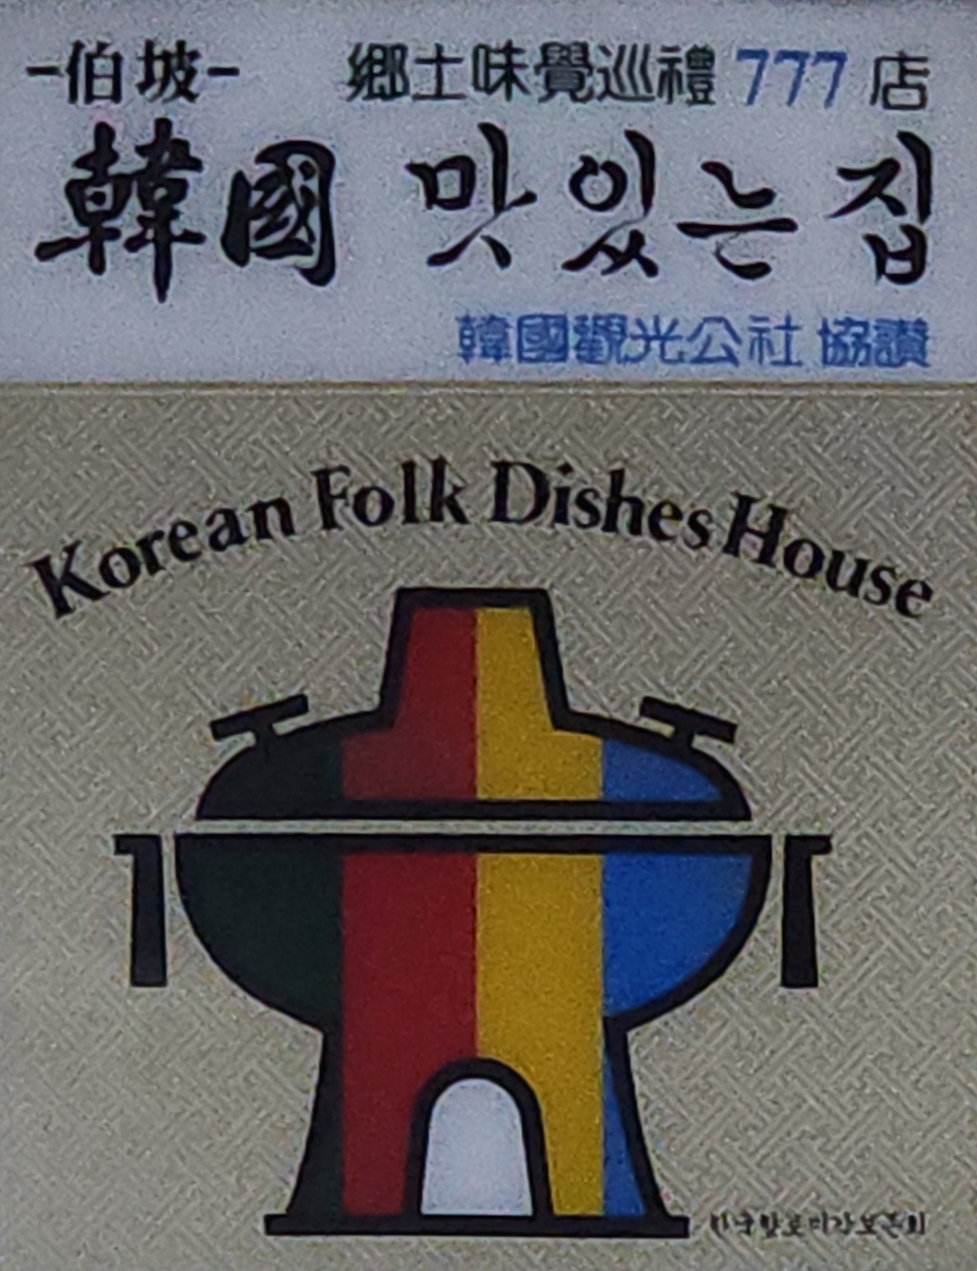 -伯坡- 鄕土味覺巡禮 777 店
韓國 맛있는 집
韓國觀光公社 協讚
Korean Folk Dishes House